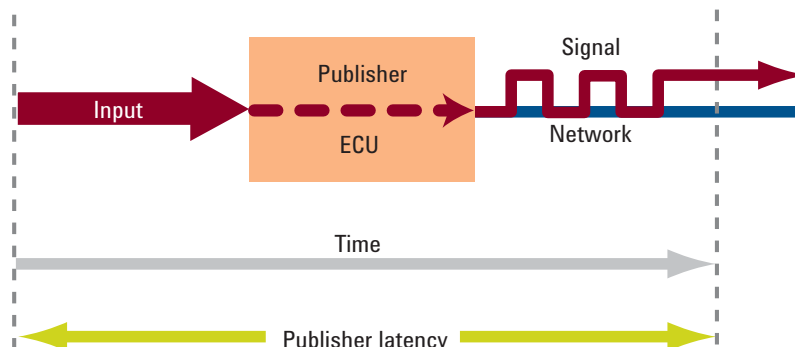 Signal
Publisher
Input
ECU
Network
Time
Publisher latency